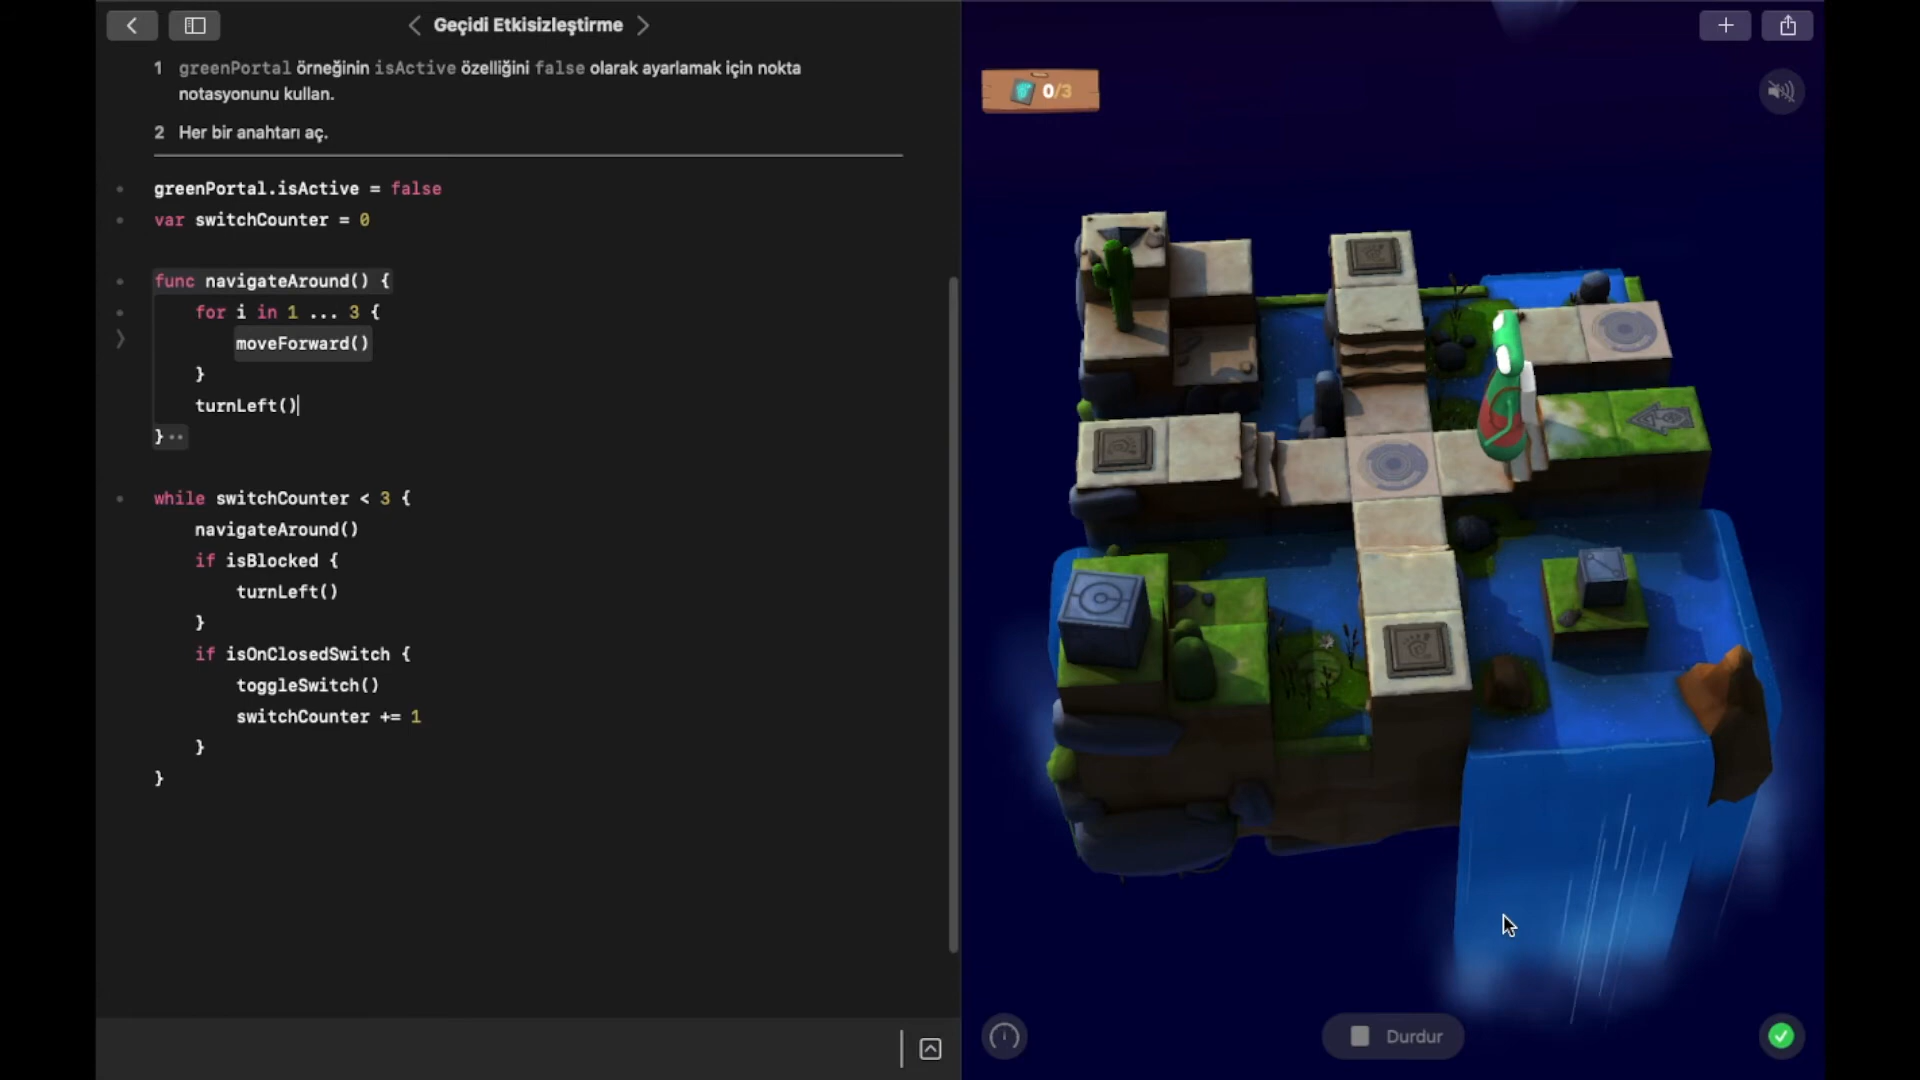 Geçidi Etkisizleştirme
1 greenPortal örneğinin isActive özelliğini false olarak ayarlamak için nokta
notasyonunu kullan.
2 Her bir anahtarı aç.
greenPortal.isActive = false
var switchCounter = 0
func navigateAround() {
for i in 1 ... 3 {
moveForward()
}
turnLeft()
}
while switchCounter < 3 {
navigateAround()
if isBlocked {
turnLeft()
}
if isOnClosedSwitch {
toggleSwitch()
switchCounter += 1
}
}
0/3
Durdur